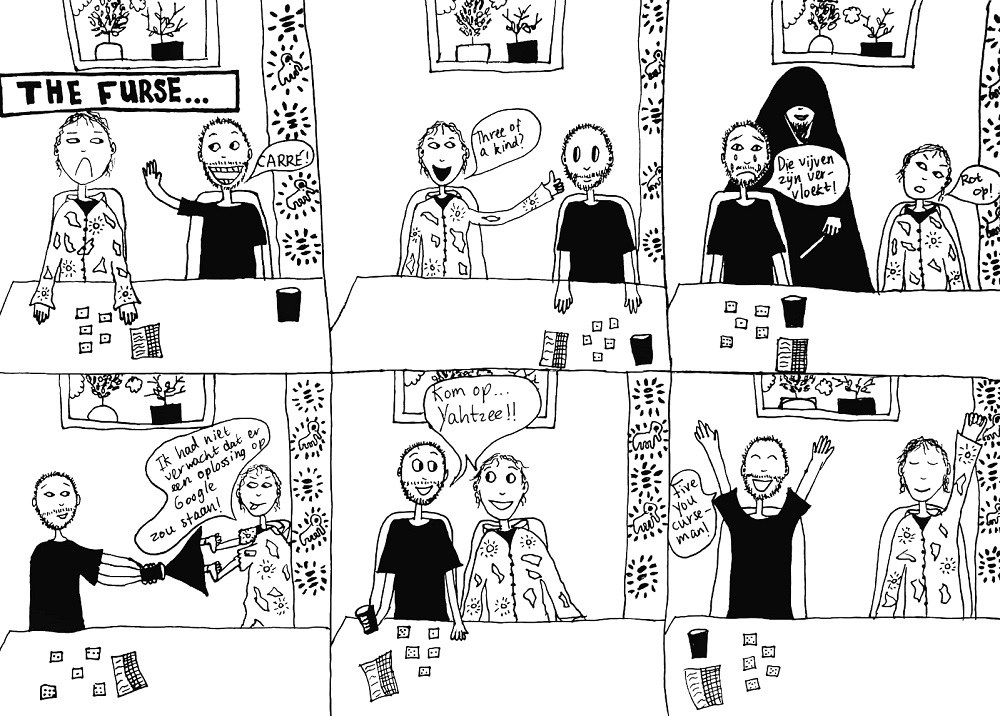 THE FURSE...
CARRÉ!
Three of
a kind?
Die vijven
zijn ver-
vloekt!
Rot
op!
Ik had niet
verwacht dat er
een oplossing op
Google
zou staan!
Kom op...
Yahtzee!!
Five
you
curse-
man!